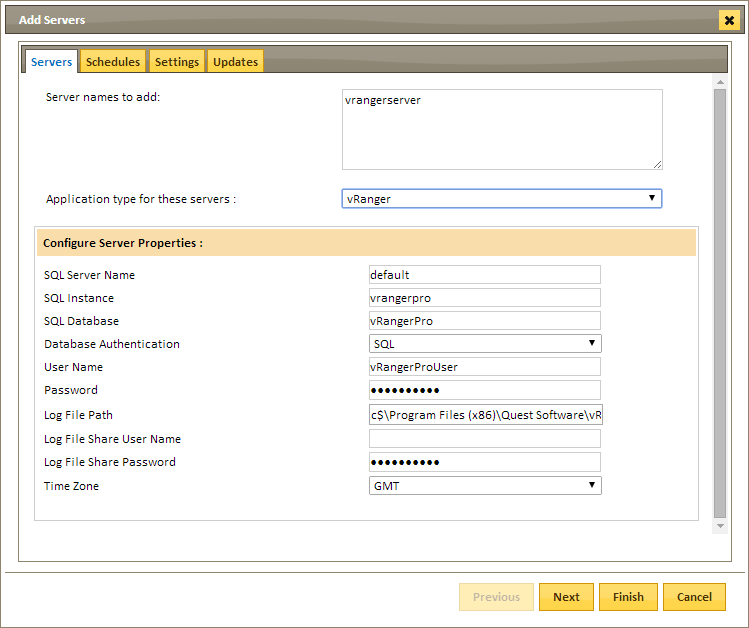 Add Servers
Servers Schedules Settings Updates
Server names to add: vrangerserver
Application type for these servers : vRanger
Configure Server Properties :
SQL Server Name default
SQL Instance vrangerpro
SQL Database vRangerPro
Database Authentication SQL
User Name vRangerProUser
Password ●●●●●●●●●●
Log File Path c$\Program Files (x86)\Quest Software\vR
Log File Share User Name
Log File Share Password ●●●●●●●●●●
Time Zone GMT
Previous Next Finish Cancel